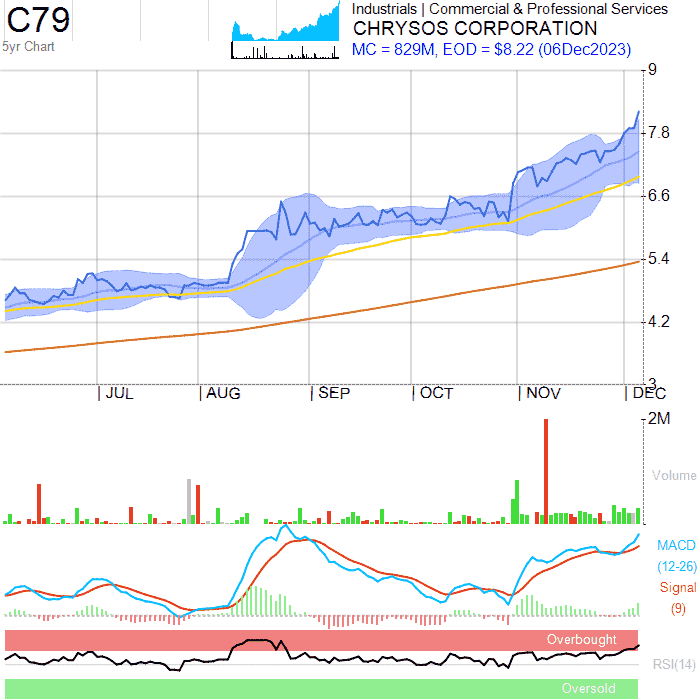 C79
5yr Chart
Industrials | Commercial & Professional Services
CHRYSOS CORPORATION
MC = 829M, EOD = $8.22 (06Dec2023)
9
7.8
6.6
5.4
4.2
3
JUL AUG SEP OCT NOV DEC
2M
Volume
MACD
(12-26)
Signal
(9)
Overbought
RSI(14)
Oversold